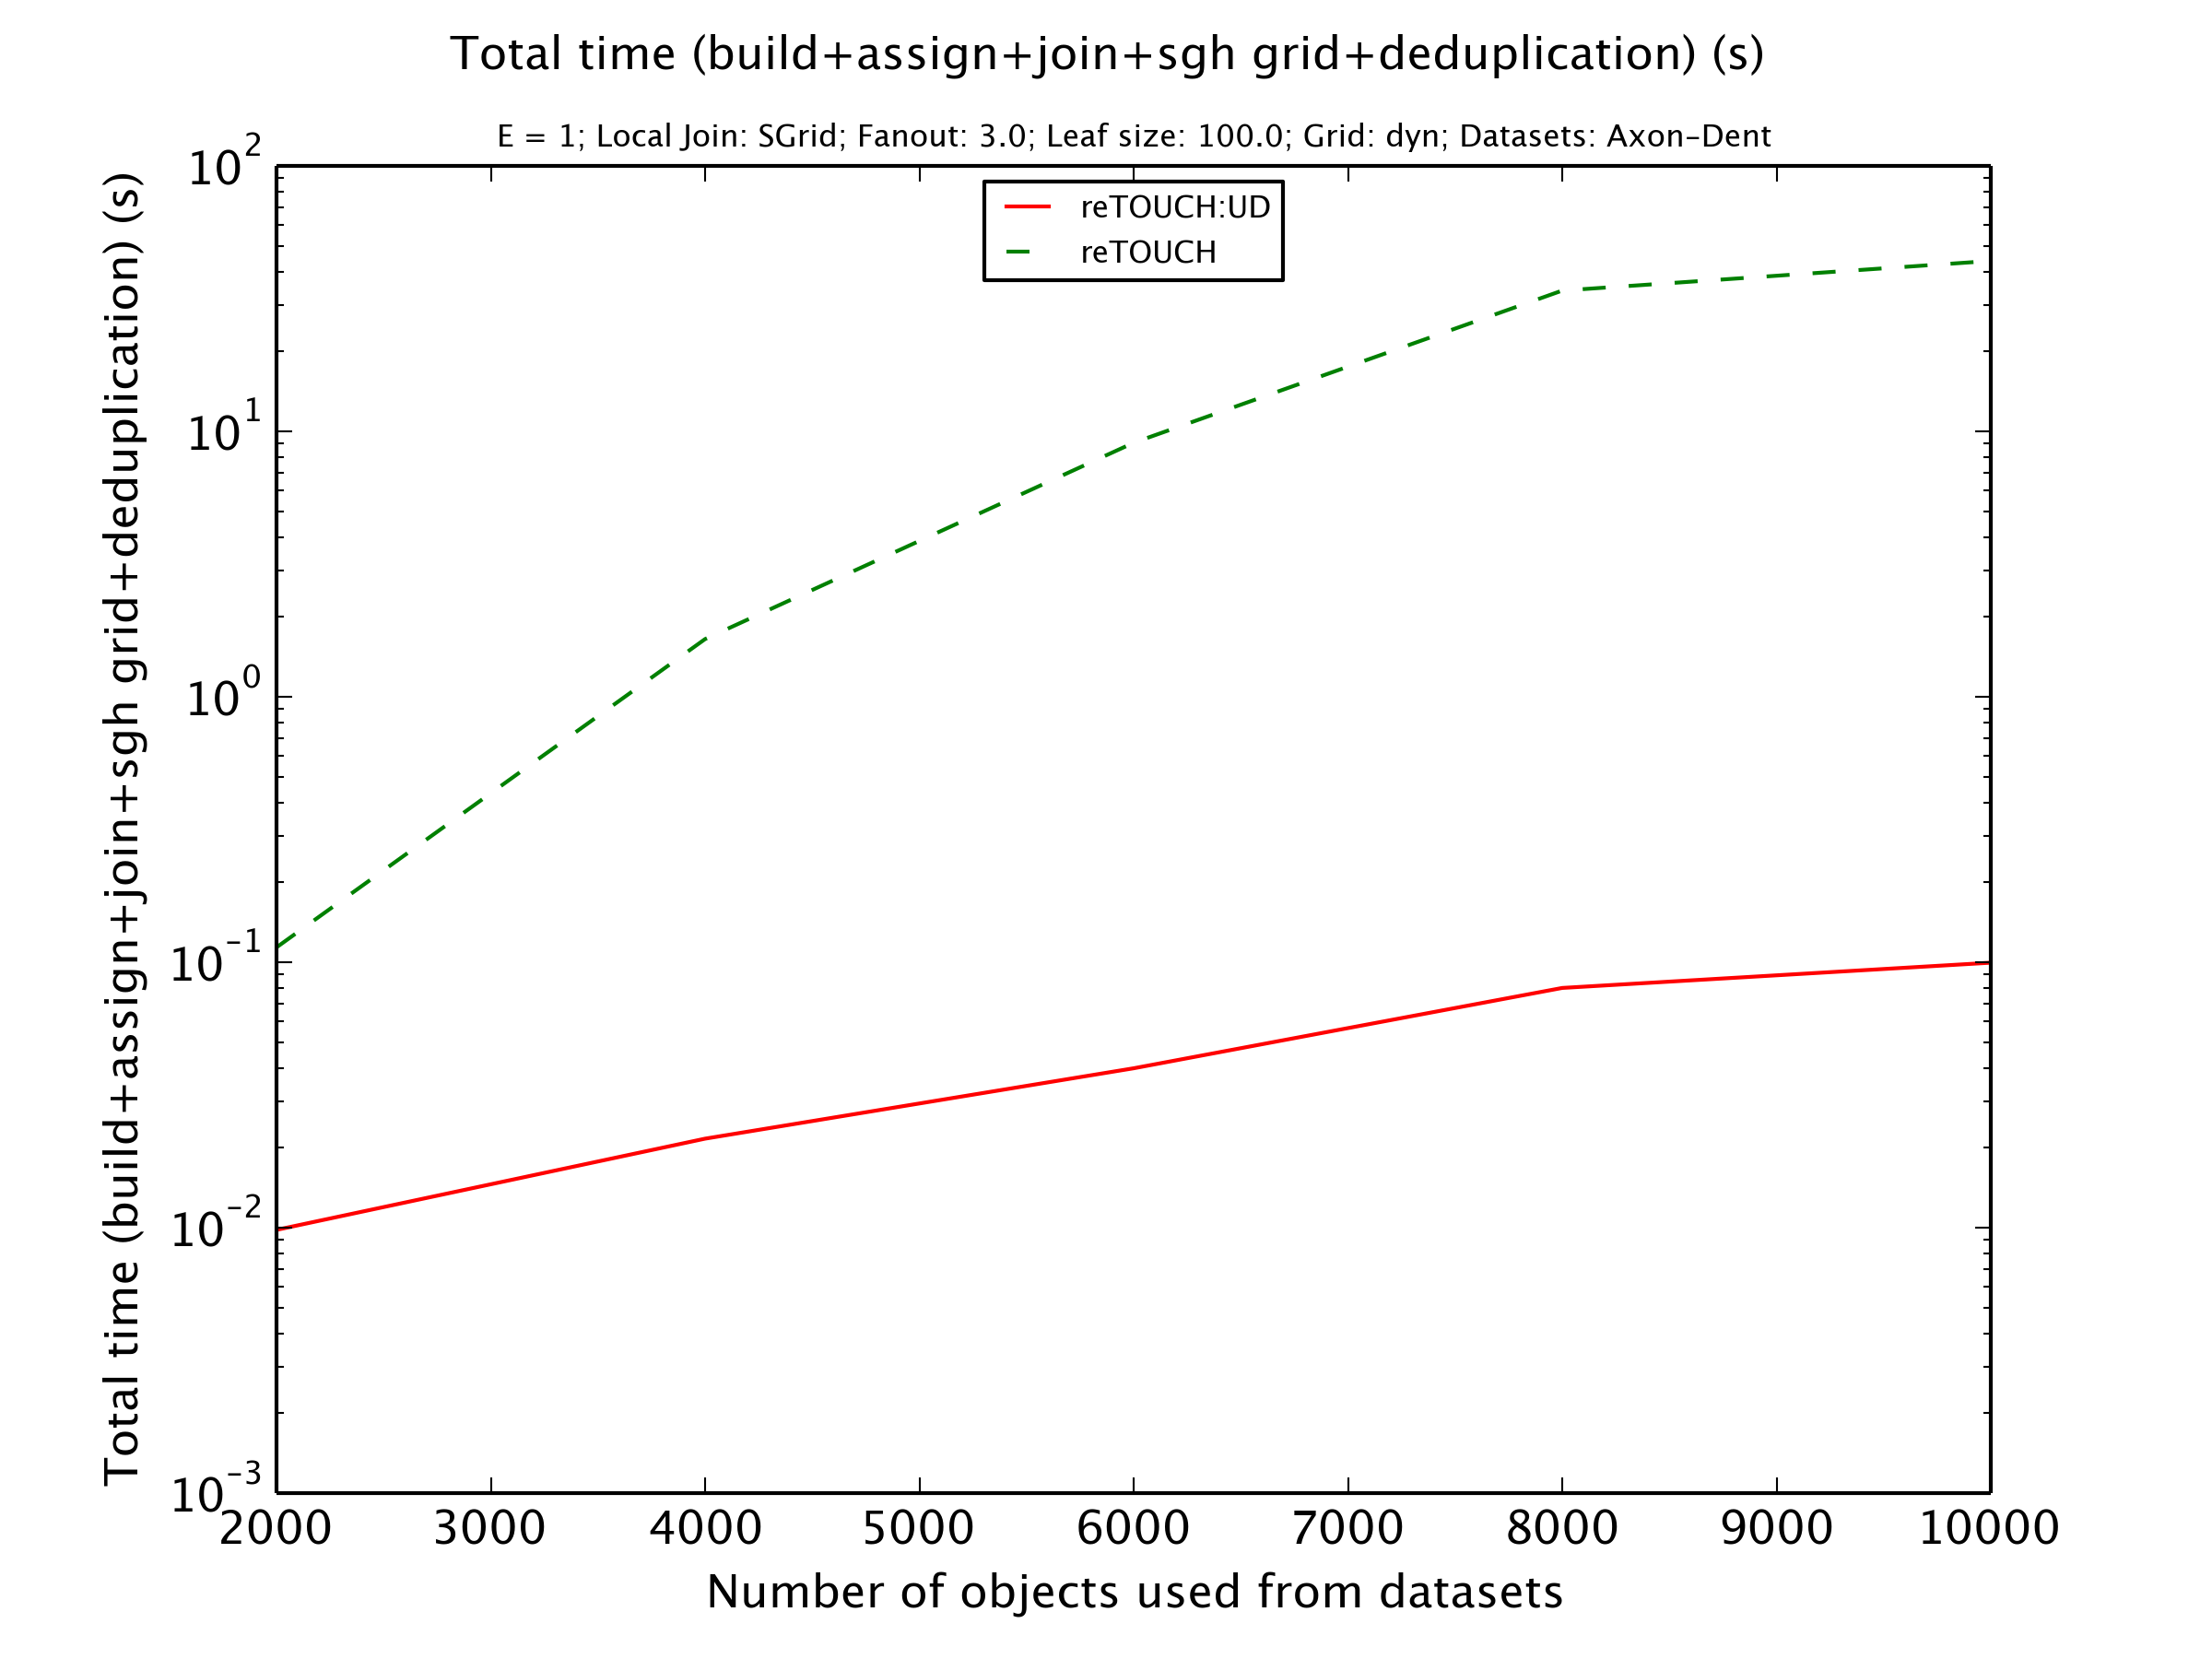 Total time (build+assign+join+sgh grid+deduplication) (s)
E = 1; Local Join: SGrid; Fanout: 3.0; Leaf size: 100.0; Grid: dyn; Datasets: Axon–Dent
reTOUCH:UD
reTOUCH
Total time (build+assign+join+sgh grid+deduplication) (s)
10^2
10^1
10^0
10^-1
10^-2
10^-3
2000 3000 4000 5000 6000 7000 8000 9000 10000
Number of objects used from datasets